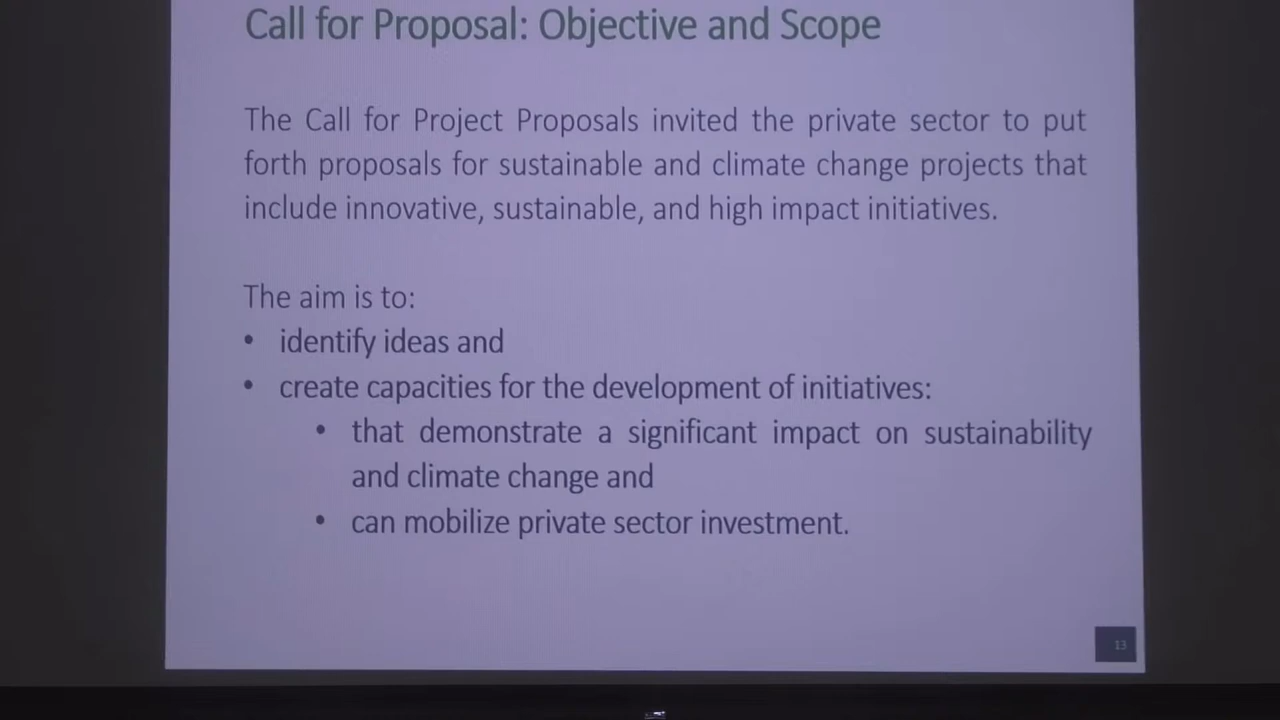 Call for Proposal: Objective and Scope
The Call for Project Proposals invited the private sector to put
forth proposals for sustainable and climate change projects that
include innovative, sustainable, and high impact initiatives.
The aim is to:
• identify ideas and
• create capacities for the development of initiatives:
• that demonstrate a significant impact on sustainability
and climate change and
• can mobilize private sector investment.
13